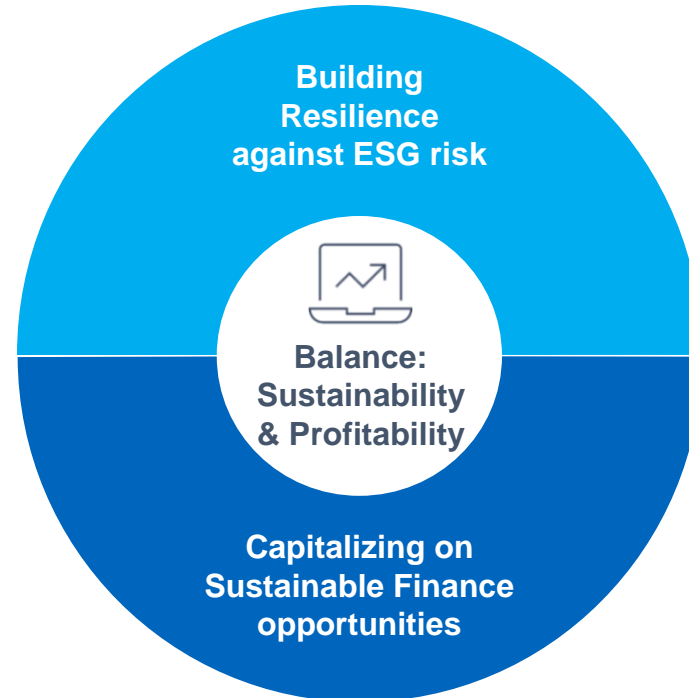 Building
Resilience
against ESG risk
Balance:
Sustainability
& Profitability
Capitalizing on
Sustainable Finance
opportunities